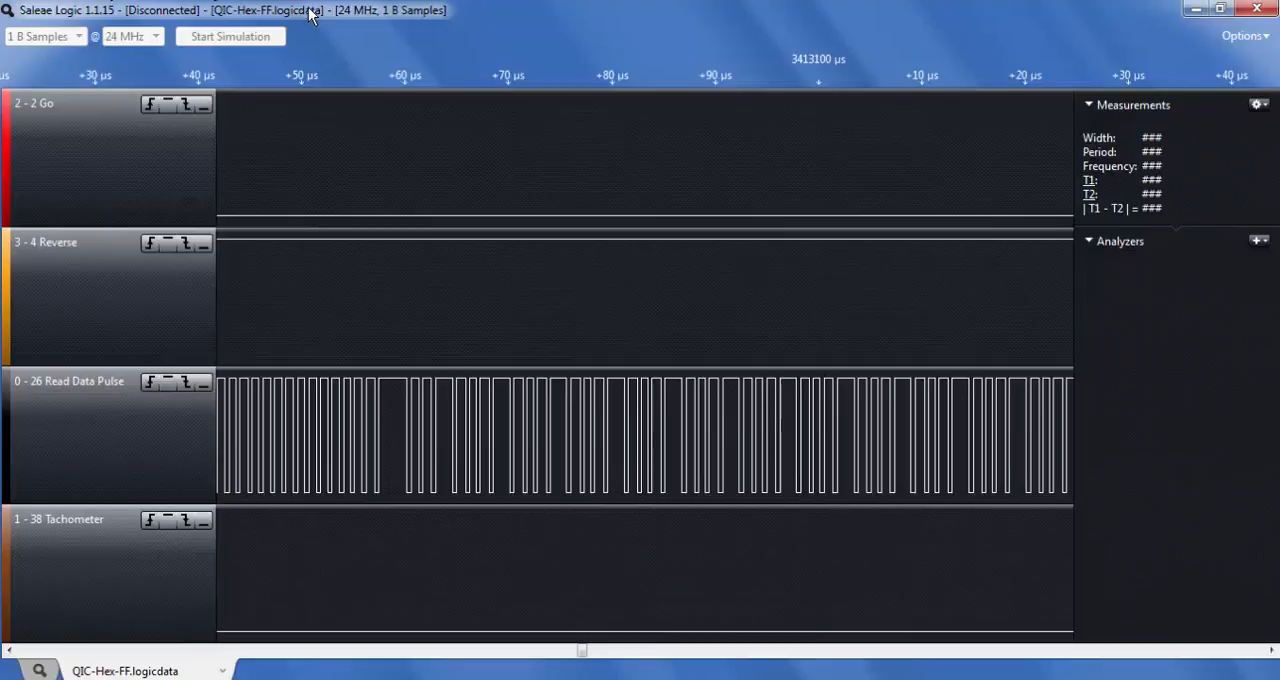 Saleae Logic 1.1.15 - [Disconnected] - [QIC-Hex-FF.logicdata] - [24 MHz, 1 B Samples]
1 B Samples @ 24 MHz Start Simulation Options
3413100 µs
µs +30 µs +40 µs +50 µs +60 µs +70 µs +80 µs +90 µs +10 µs +20 µs +30 µs +40 µs
2 - 2 Go
Measurements
Width: ###
Period: ###
Frequency: ###
T1: ###
T2: ###
| T1 - T2 | = ###
3 - 4 Reverse
Analyzers
0 - 26 Read Data Pulse
1 - 38 Tachometer
QIC-Hex-FF.logicdata